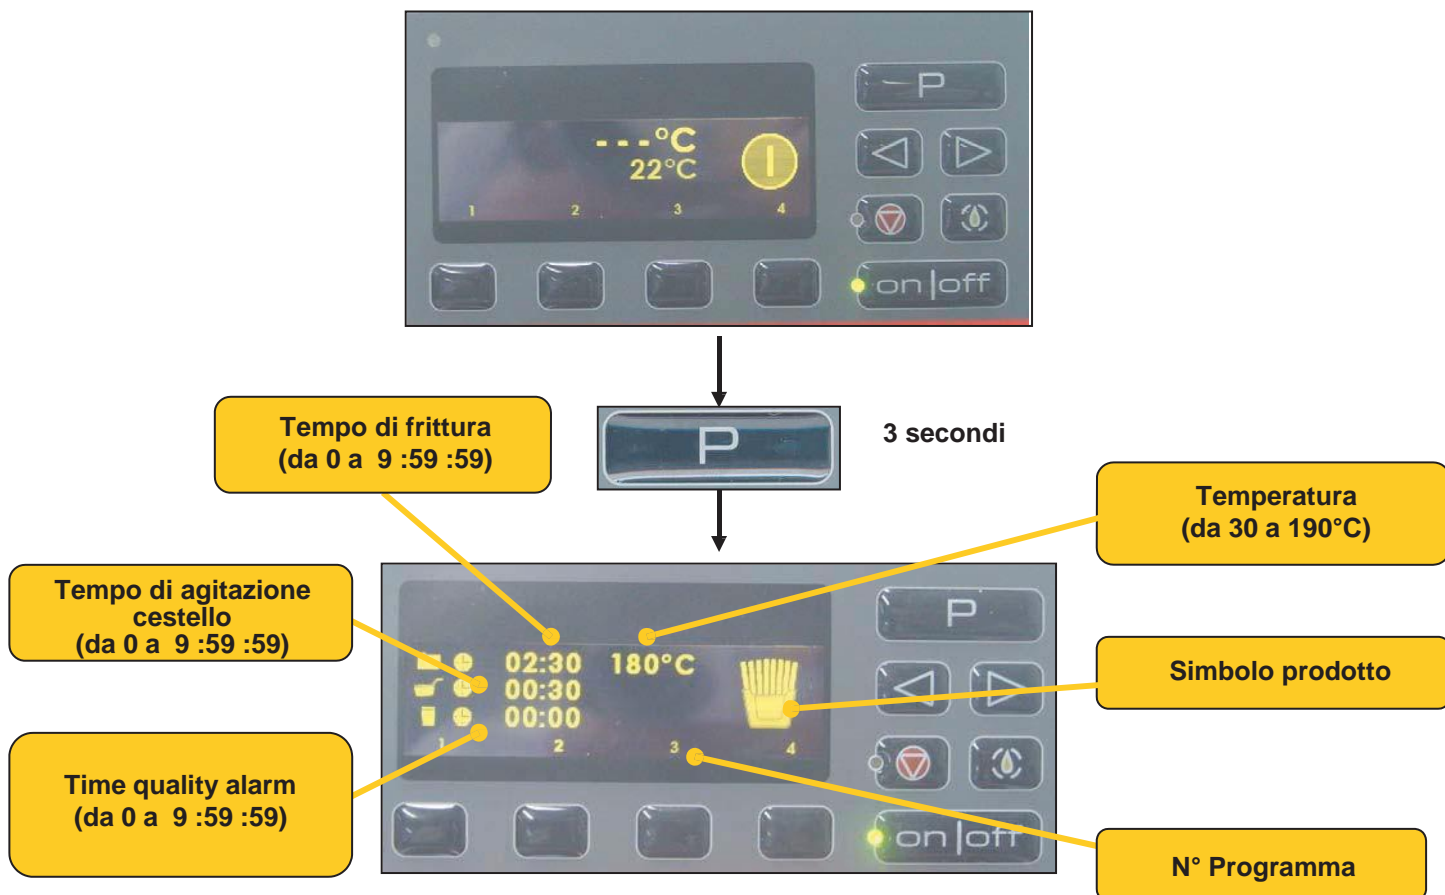 P
- - -°C
22°C
1 2 3 4
on|off
P
3 secondi
Tempo di frittura
(da 0 a 9 :59 :59)
Temperatura
(da 30 a 190°C)
Tempo di agitazione
cestello
(da 0 a 9 :59 :59)
P
02:30 180°C
00:30
00:00
1 2 3 4
Simbolo prodotto
Time quality alarm
(da 0 a 9 :59 :59)
on|off
N° Programma